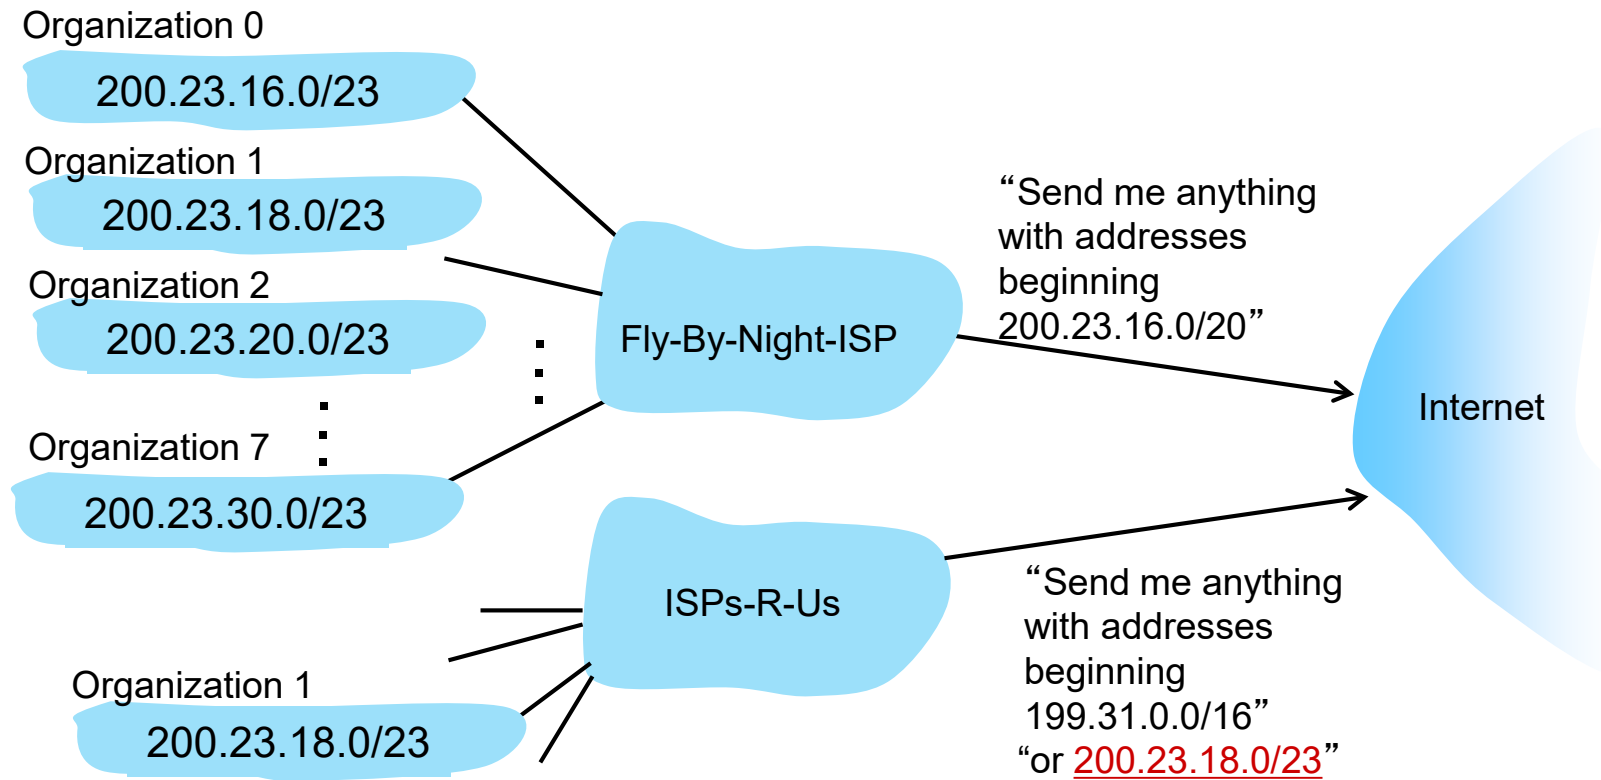 Organization 0
200.23.16.0/23
Organization 1
200.23.18.0/23
Organization 2
200.23.20.0/23
Organization 7
200.23.30.0/23
Fly-By-Night-ISP
“Send me anything
with addresses
beginning
200.23.16.0/20”
Internet
ISPs-R-Us
Organization 1
200.23.18.0/23
“Send me anything
with addresses
beginning
199.31.0.0/16”
“or 200.23.18.0/23”